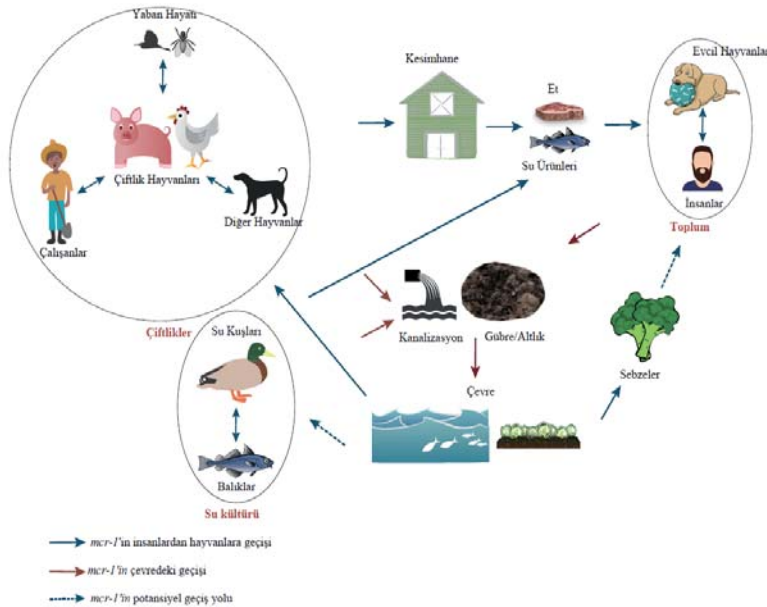 Yaban Hayatı
Çiftlik Hayvanları
Çalışanlar
Diğer Hayvanlar
Çiftlikler
Kesimhane
Et
Su Ürünleri
Evcil Hayvanlar
İnsanlar
Toplum
Kanalizasyon
Gübre/Altlık
Çevre
Sebzeler
Su Kuşları
Balıklar
Su kültürü
mcr-1'in insanlardan hayvanlara geçişi
mcr-1'in çevredeki geçişi
mcr-1'in potansiyel geçiş yolu